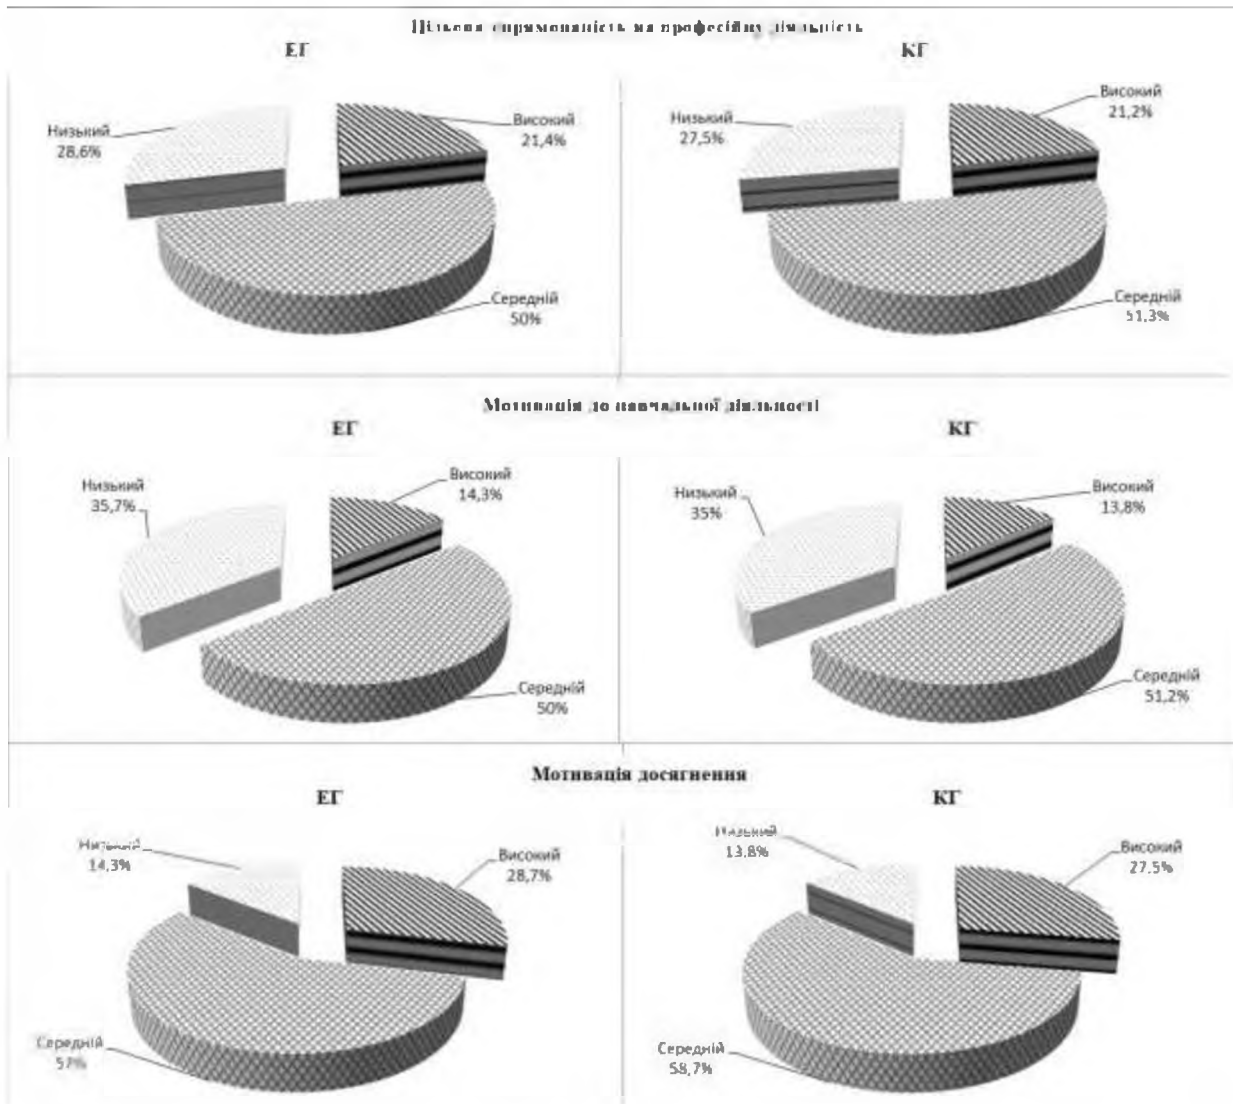 Цільова спрямованість на професійну діяльність
ЕГ
КГ
Низький
28,6%
Високий
21,4%
Середній
50%
Низький
27,5%
Високий
21,2%
Середній
51,3%
Мотивація до навчальної діяльності
ЕГ
КГ
Низький
35,7%
Високий
14,3%
Середній
50%
Низький
35%
Високий
13,8%
Середній
51,2%
Мотивація досягнення
ЕГ
КГ
Низький
14,3%
Високий
28,7%
Середній
57%
Низький
13,8%
Високий
27,5%
Середній
58,7%